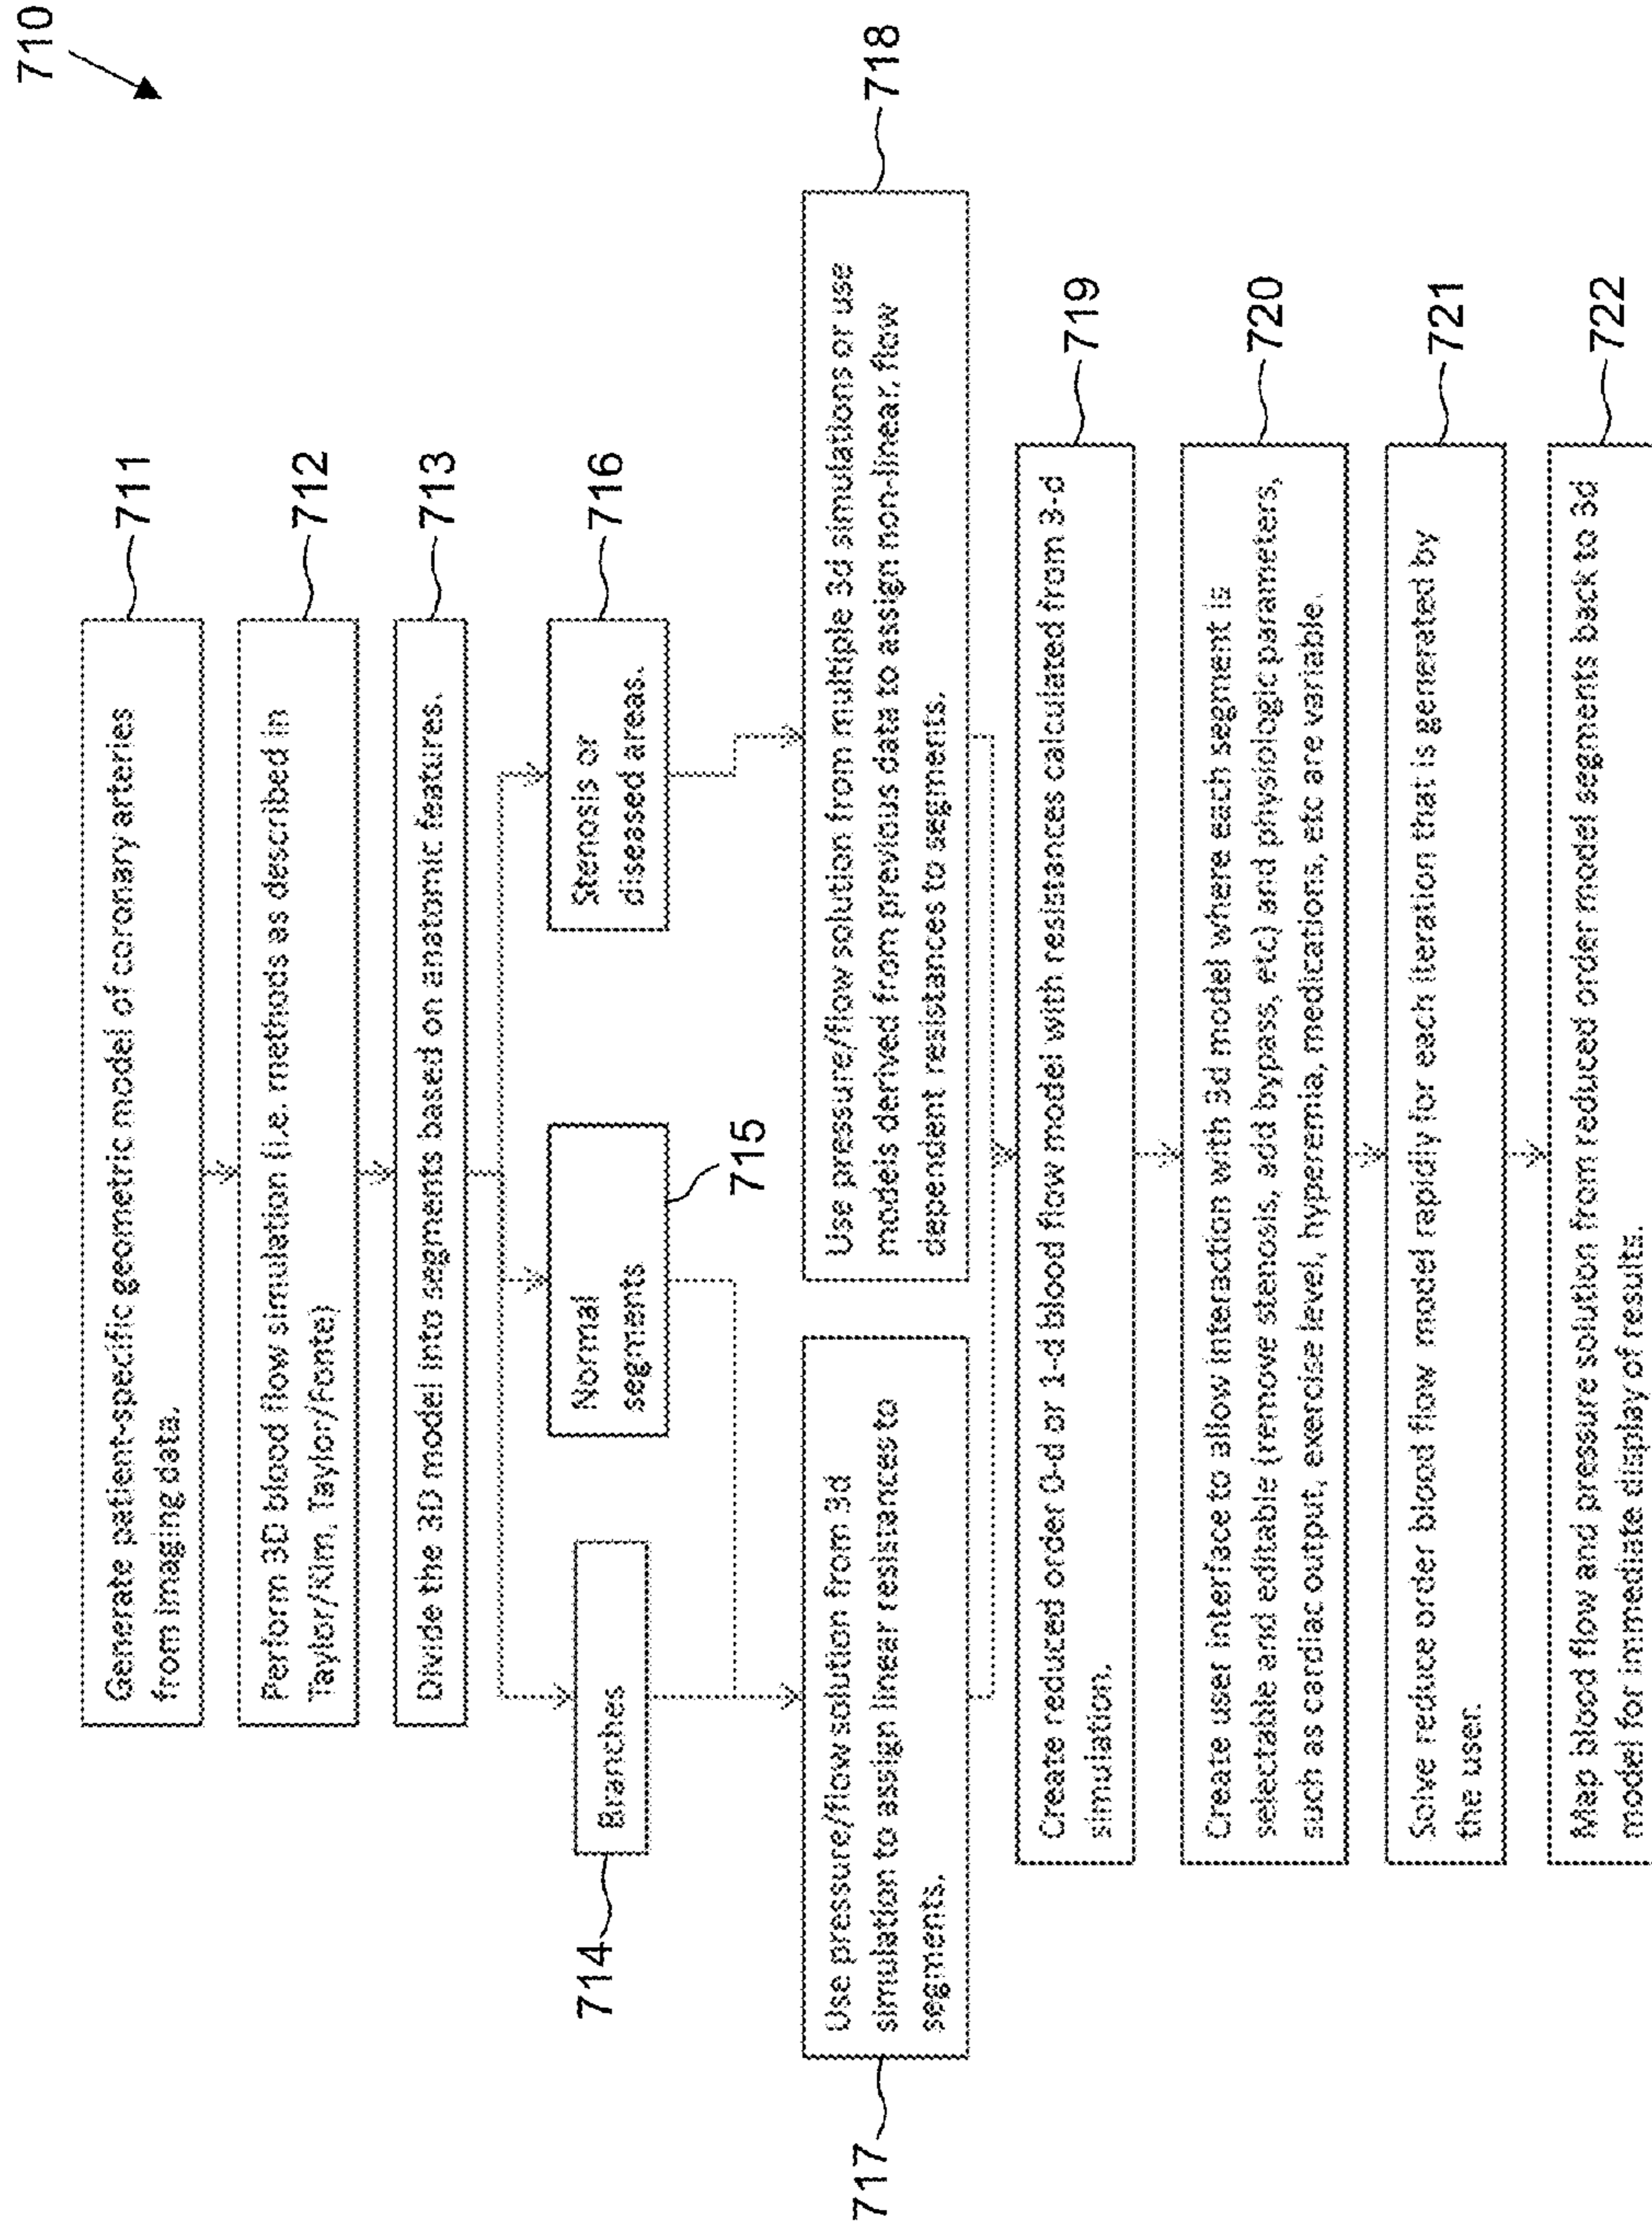 710
Generate patient-specific geometric model of coronary arteries
from imaging data.
711
Perform 3D blood flow simulation (i.e. methods as described in
Taylor/Kim, Taylor/Fonte)
712
Divide the 3D model into segments based on anatomic features.
713
Branches
714
Normal
segments
715
Stenosis or
diseased areas.
716
Use pressure/flow solution from 3d
simulation to assign linear resistances to
segments.
717
Use pressure/flow solution from multiple 3d simulations or use
models derived from previous data to assign non-linear, flow
dependent resistances to segments.
718
Create reduced order 0-d or 1-d blood flow model with resistances calculated from 3-d
simulation.
719
Create user interface to allow interaction with 3d model where each segment is
selectable and editable (remove stenosis, add bypass, etc) and physiologic parameters,
such as cardiac output, exercise level, hyperemia, medications, etc are variable.
720
Solve reduce order blood flow model rapidly for each iteration that is generated by
the user.
721
Map blood flow and pressure solution from reduced order model segments back to 3d
model for immediate display of results.
722